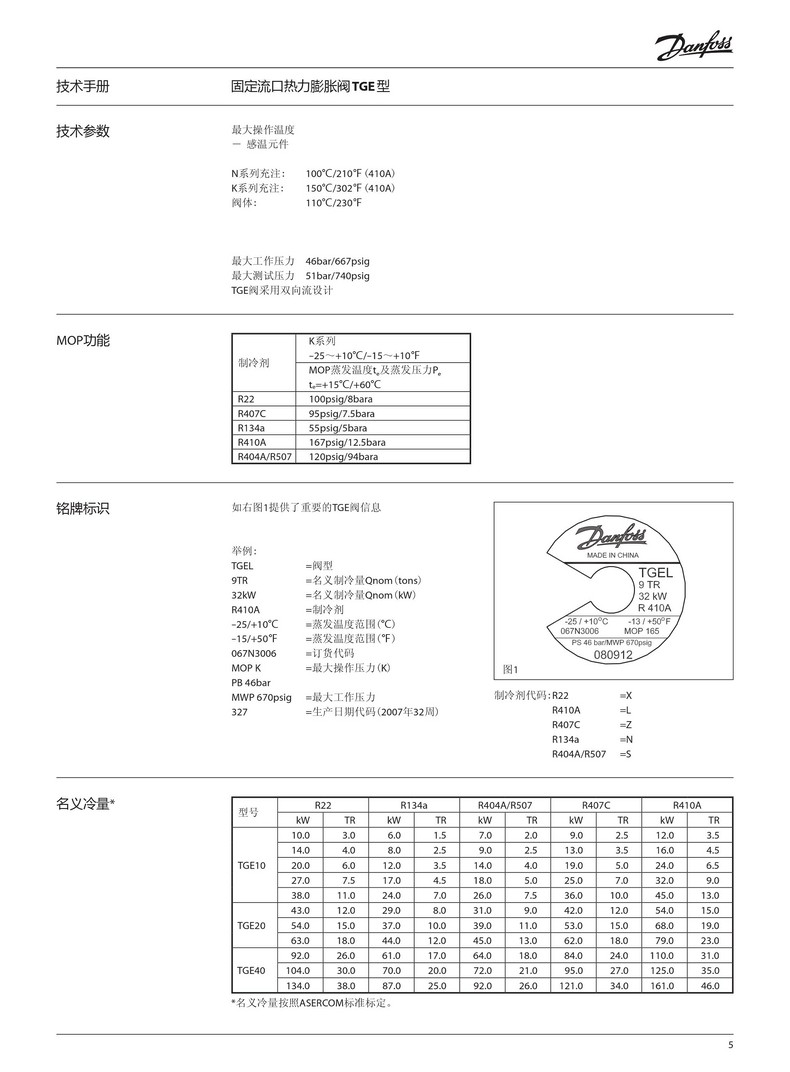 Danfoss
技术手册 固定流口热力膨胀阀TGE型
技术参数 最大操作温度
－ 感温元件
N系列充注： 100℃/210℉（410A）
K系列充注： 150℃/302℉（410A）
阀体： 110℃/230℉
最大工作压力 46bar/667psig
最大测试压力 51bar/740psig
TGE阀采用双向流设计
MOP功能
制冷剂 K系列
–25～+10℃/–15～+10℉
MOP蒸发温度te及蒸发压力Pe
te=+15℃/+60℃
R22 100psig/8bara
R407C 95psig/7.5bara
R134a 55psig/5bara
R410A 167psig/12.5bara
R404A/R507 120psig/94bara
铭牌标识 如右图1提供了重要的TGE阀信息
举例：
TGEL =阀型
9TR =名义制冷量Qnom（tons）
32kW =名义制冷量Qnom（kW）
R410A =制冷剂
–25/+10℃ =蒸发温度范围（℃）
–15/+50℉ =蒸发温度范围（℉）
067N3006 =订货代码
MOP K =最大操作压力（K）
PB 46bar
MWP 670psig =最大工作压力
327 =生产日期代码（2007年32周）
Danfoss
MADE IN CHINA
TGEL
9 TR
32 kW
R 410A
-25 / +10°C -13 / +50°F
067N3006 MOP 165
PS 46 bar/MWP 670psig
080912
图1
制冷剂代码：R22 =X
R410A =L
R407C =Z
R134a =N
R404A/R507 =S
名义冷量*
型号 R22 R134a R404A/R507 R407C R410A
kW TR kW TR kW TR kW TR kW TR
TGE10
10.0 3.0 6.0 1.5 7.0 2.0 9.0 2.5 12.0 3.5
14.0 4.0 8.0 2.5 9.0 2.5 13.0 3.5 16.0 4.5
20.0 6.0 12.0 3.5 14.0 4.0 19.0 5.0 24.0 6.5
27.0 7.5 17.0 4.5 18.0 5.0 25.0 7.0 32.0 9.0
38.0 11.0 24.0 7.0 26.0 7.5 36.0 10.0 45.0 13.0
TGE20
43.0 12.0 29.0 8.0 31.0 9.0 42.0 12.0 54.0 15.0
54.0 15.0 37.0 10.0 39.0 11.0 53.0 15.0 68.0 19.0
63.0 18.0 44.0 12.0 45.0 13.0 62.0 18.0 79.0 23.0
TGE40
92.0 26.0 61.0 17.0 64.0 18.0 84.0 24.0 110.0 31.0
104.0 30.0 70.0 20.0 72.0 21.0 95.0 27.0 125.0 35.0
134.0 38.0 87.0 25.0 92.0 26.0 121.0 34.0 161.0 46.0
*名义冷量按照ASERCOM标准标定。
5